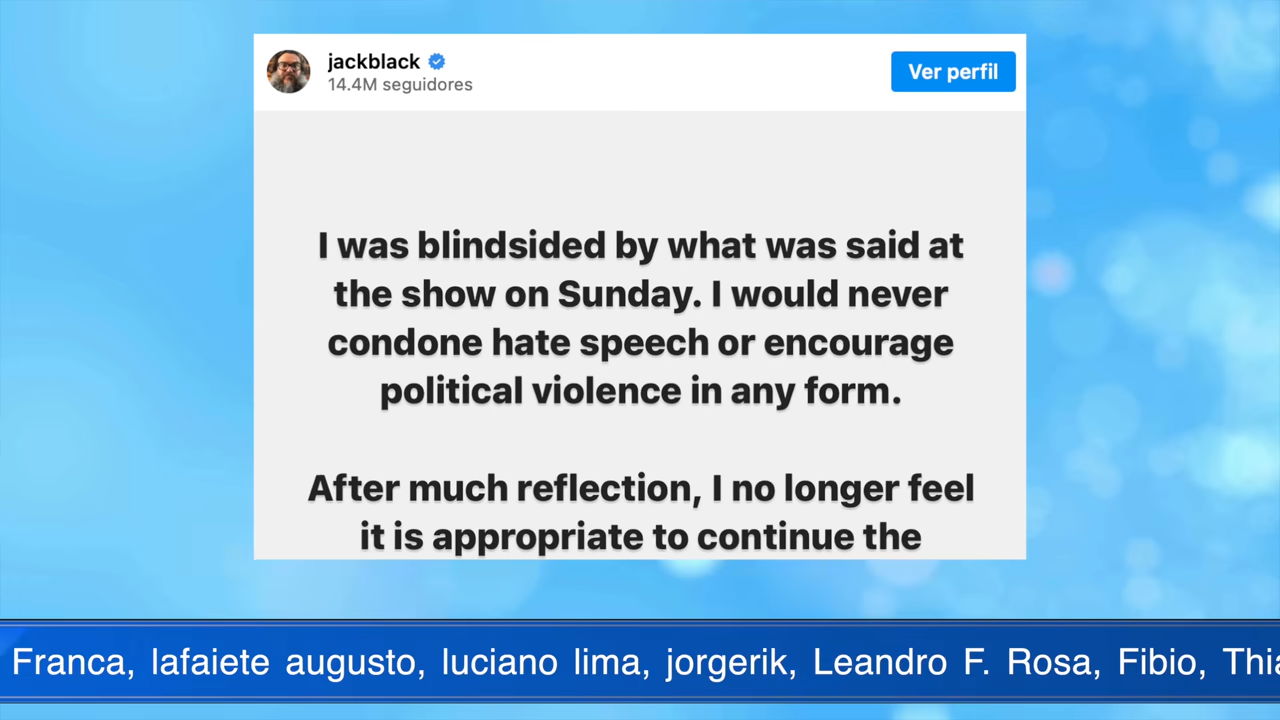 jackblack
14.4M seguidores
Ver perfil
I was blindsided by what was said at
the show on Sunday. I would never
condone hate speech or encourage
political violence in any form.
After much reflection, I no longer feel
it is appropriate to continue the
Franca, lafaiete augusto, luciano lima, jorgerik, Leandro F. Rosa, Fibio,